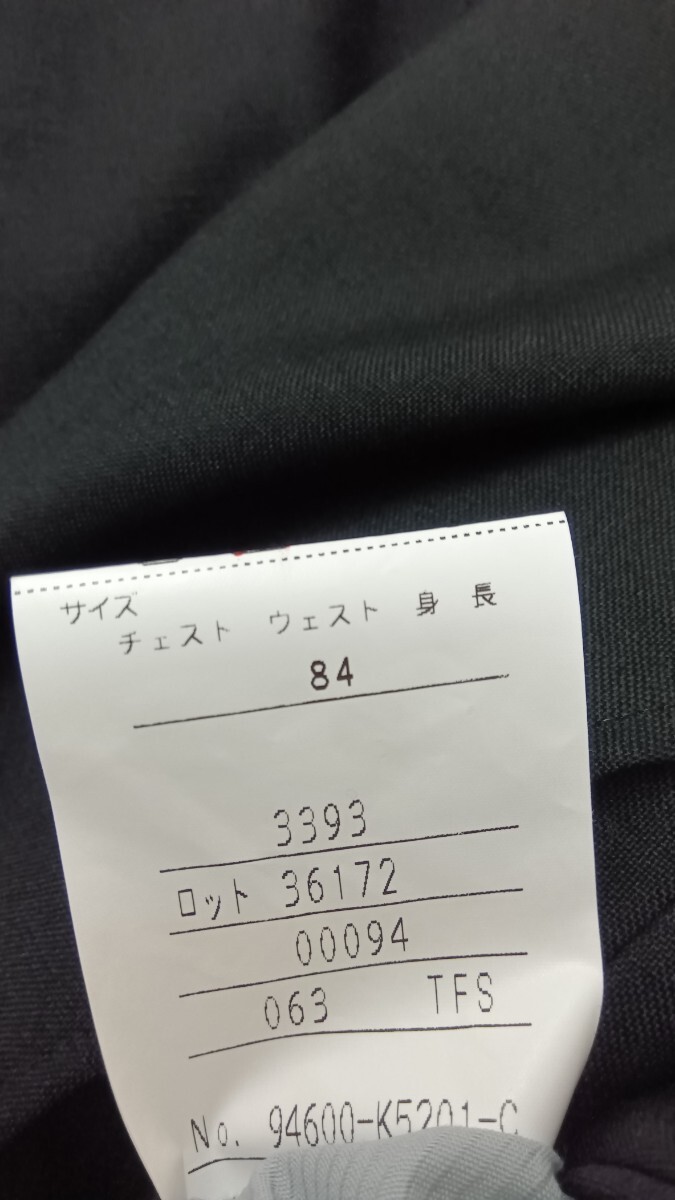 サイズ
チェスト ウェスト 身長
84
3393
ロット 36172
00094
063 TFS
No. 94600-K5201-C